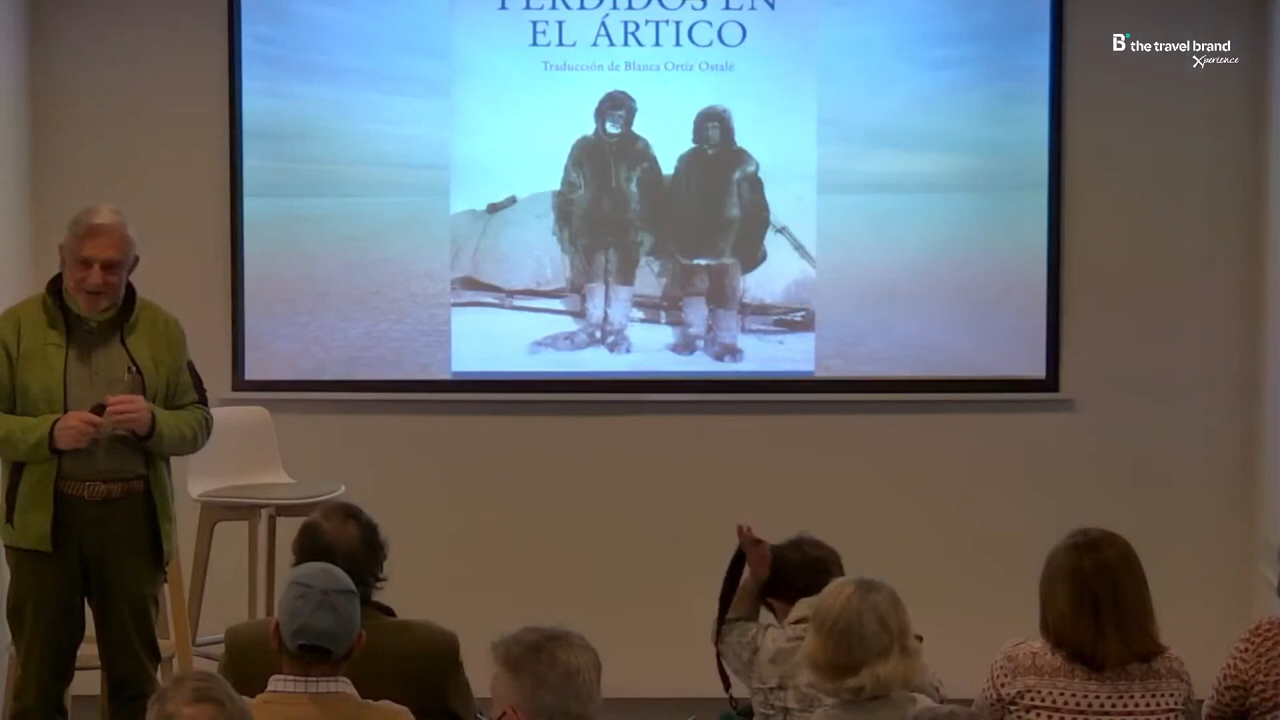 PERDIDOS EN
EL ÁRTICO
Traducción de Blanca Ortiz Ostalé
B the travel brand
Xperience